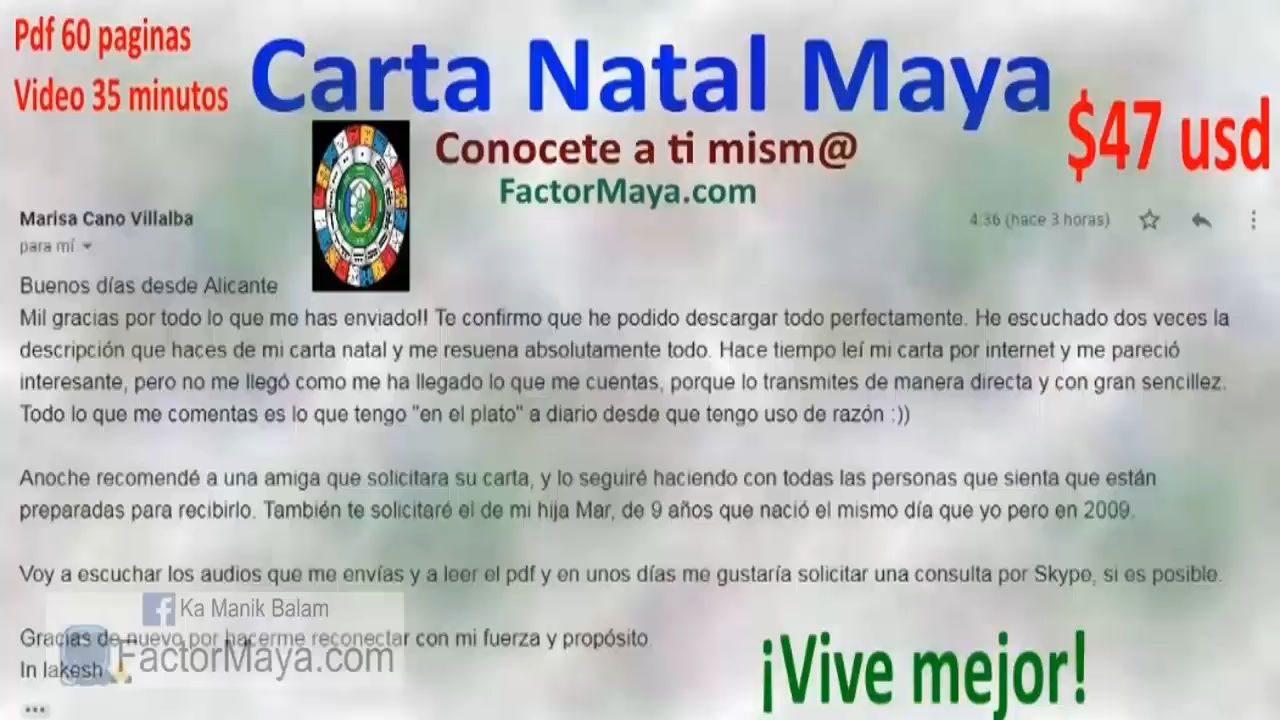 Pdf 60 paginas
Video 35 minutos
Carta Natal Maya
$47 usd
Conocete a ti mism@
FactorMaya.com
Marisa Cano Villalba
4:36 (hace 3 horas)
para mí
Buenos días desde Alicante
Mil gracias por todo lo que me has enviado!! Te confirmo que he podido descargar todo perfectamente. He escuchado dos veces la
descripción que haces de mi carta natal y me resuena absolutamente todo. Hace tiempo leí mi carta por internet y me pareció
interesante, pero no me llegó como me ha llegado lo que me cuentas, porque lo transmites de manera directa y con gran sencillez.
Todo lo que me comentas es lo que tengo "en el plato" a diario desde que tengo uso de razón :))
Anoche recomendé a una amiga que solicitara su carta, y lo seguiré haciendo con todas las personas que sienta que están
preparadas para recibirlo. También te solicitaré el de mi hija Mar, de 9 años que nació el mismo día que yo pero en 2009.
Voy a escuchar los audios que me envías y a leer el pdf y en unos días me gustaría solicitar una consulta por Skype, si es posible.
Ka Manik Balam
Gracias de nuevo por hacerme reconectar con mi fuerza y propósito
FactorMaya.com
In lakesh
¡Vive mejor!